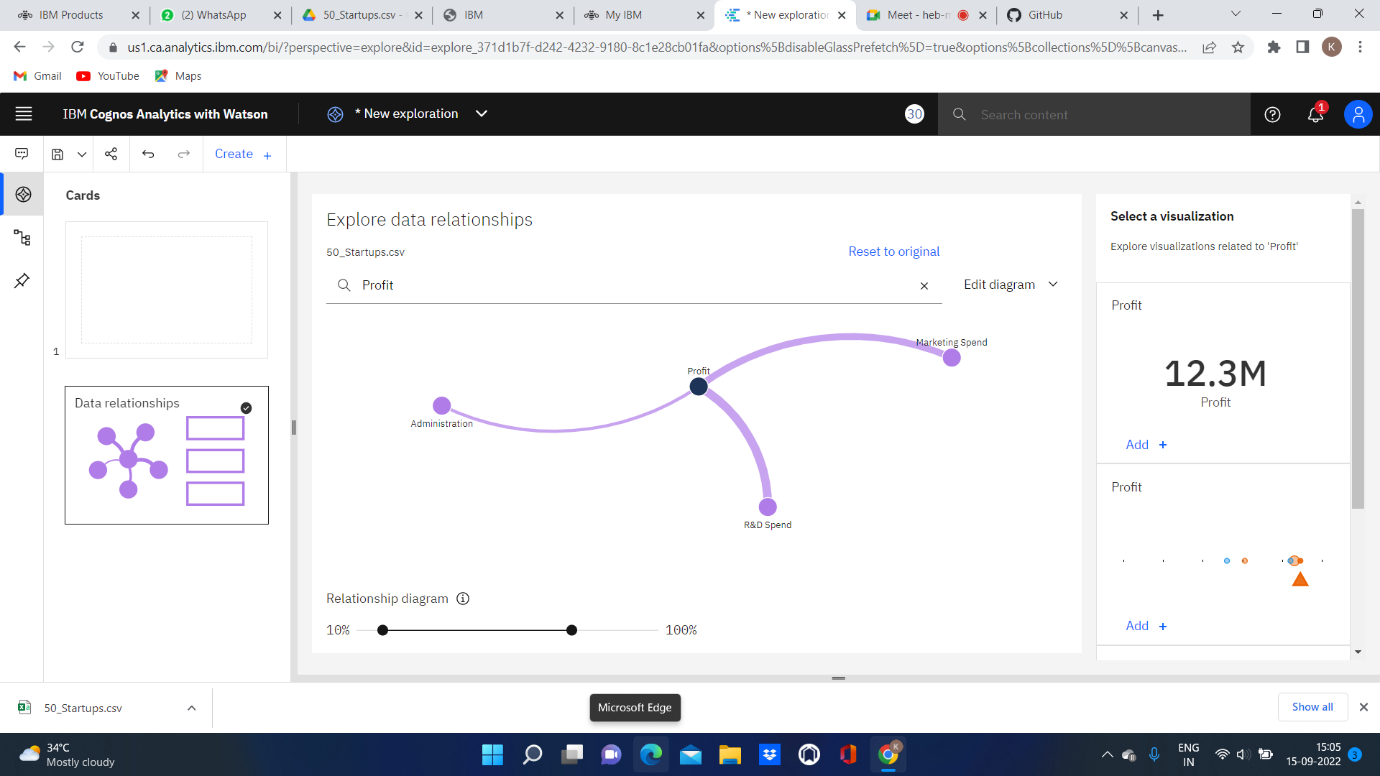 IBM Products
(2) WhatsApp
50_Startups.csv -
IBM
My IBM
* New exploration
Meet - heb-
GitHub
us1.ca.analytics.ibm.com/bi/?perspective=explore&id=explore_371d1b7f-d242-4232-9180-8c1e28cb01fa&options%5BdisableGlassPrefetch%5D=true&options%5Bcollections%5D%5Bcanvas...
K
Gmail
YouTube
Maps
IBM Cognos Analytics with Watson
* New exploration
30
Search content
1
Create +
Cards
1
Data relationships
Explore data relationships
50_Startups.csv
Reset to original
Profit
Edit diagram
Marketing Spend
Profit
Administration
R&D Spend
Relationship diagram
10%
100%
Select a visualization
Explore visualizations related to 'Profit'
Profit
12.3M
Profit
Add +
Profit
Add +
50_Startups.csv
Microsoft Edge
Show all
34°C
Mostly cloudy
K
ENG
IN
15:05
15-09-2022
3